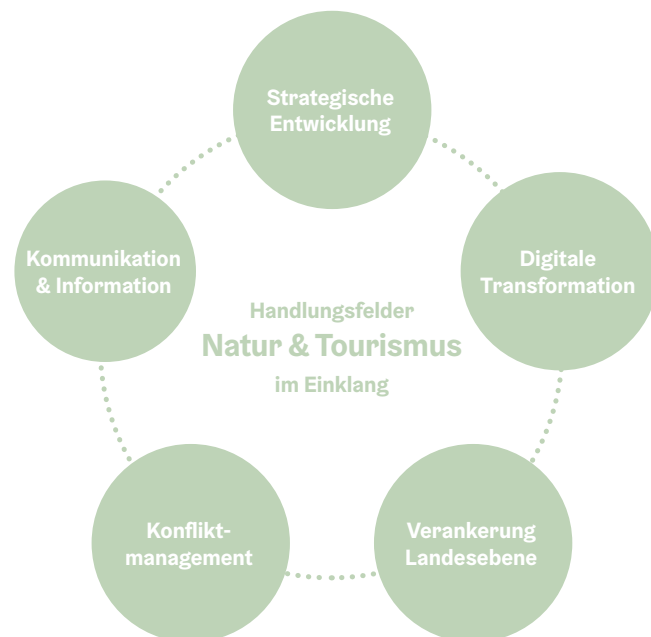 Strategische
Entwicklung
Kommunikation
& Information
Digitale
Transformation
Handlungsfelder
Natur & Tourismus
im Einklang
Konflikt-
management
Verankerung
Landesebene